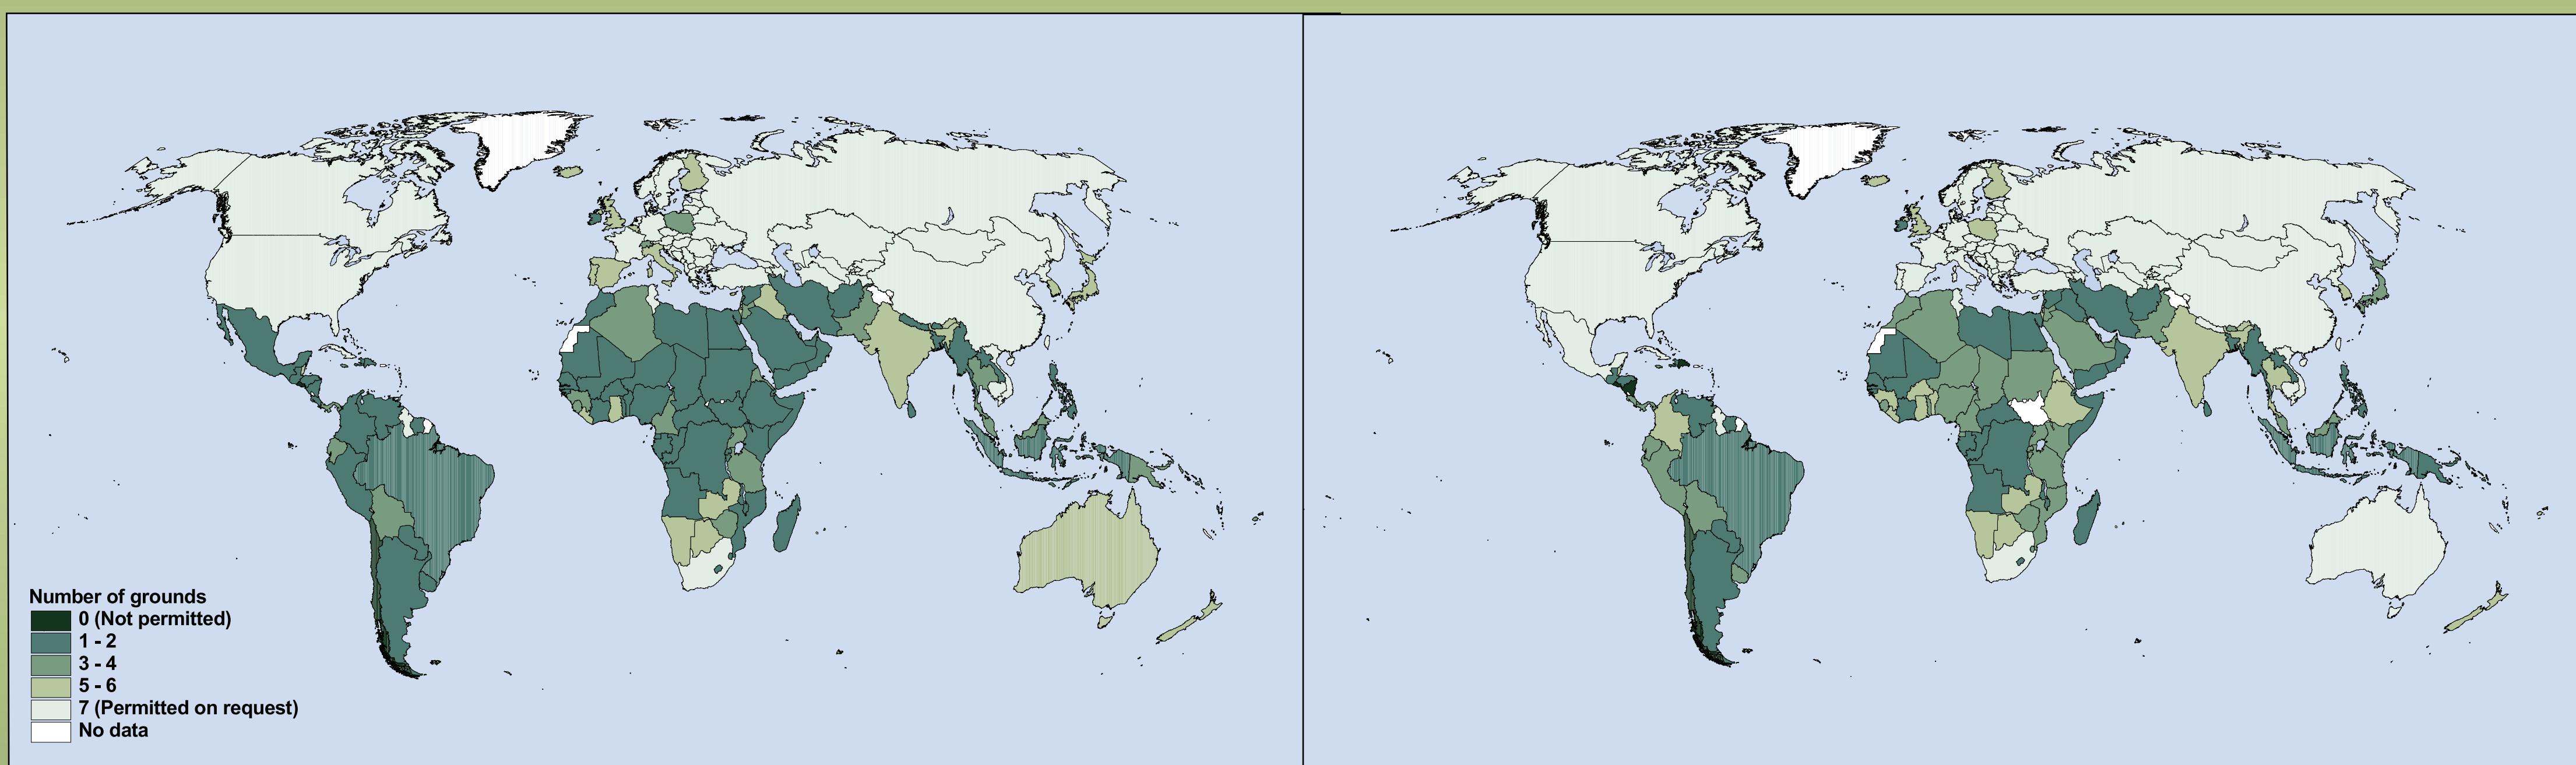 Number of grounds
0 (Not permitted)
1 - 2
3 - 4
5 - 6
7 (Permitted on request)
No data